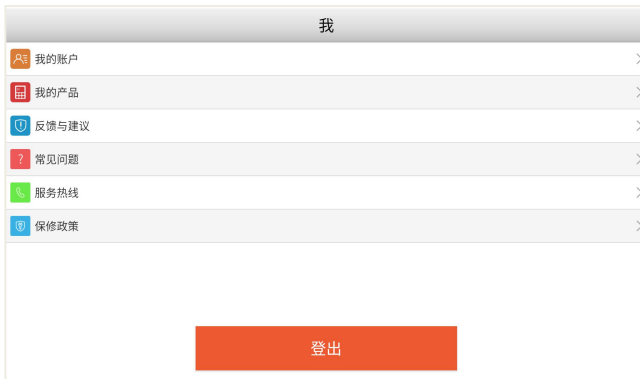 我
我的账户
我的产品
反馈与建议
常见问题
服务热线
保修政策
登出